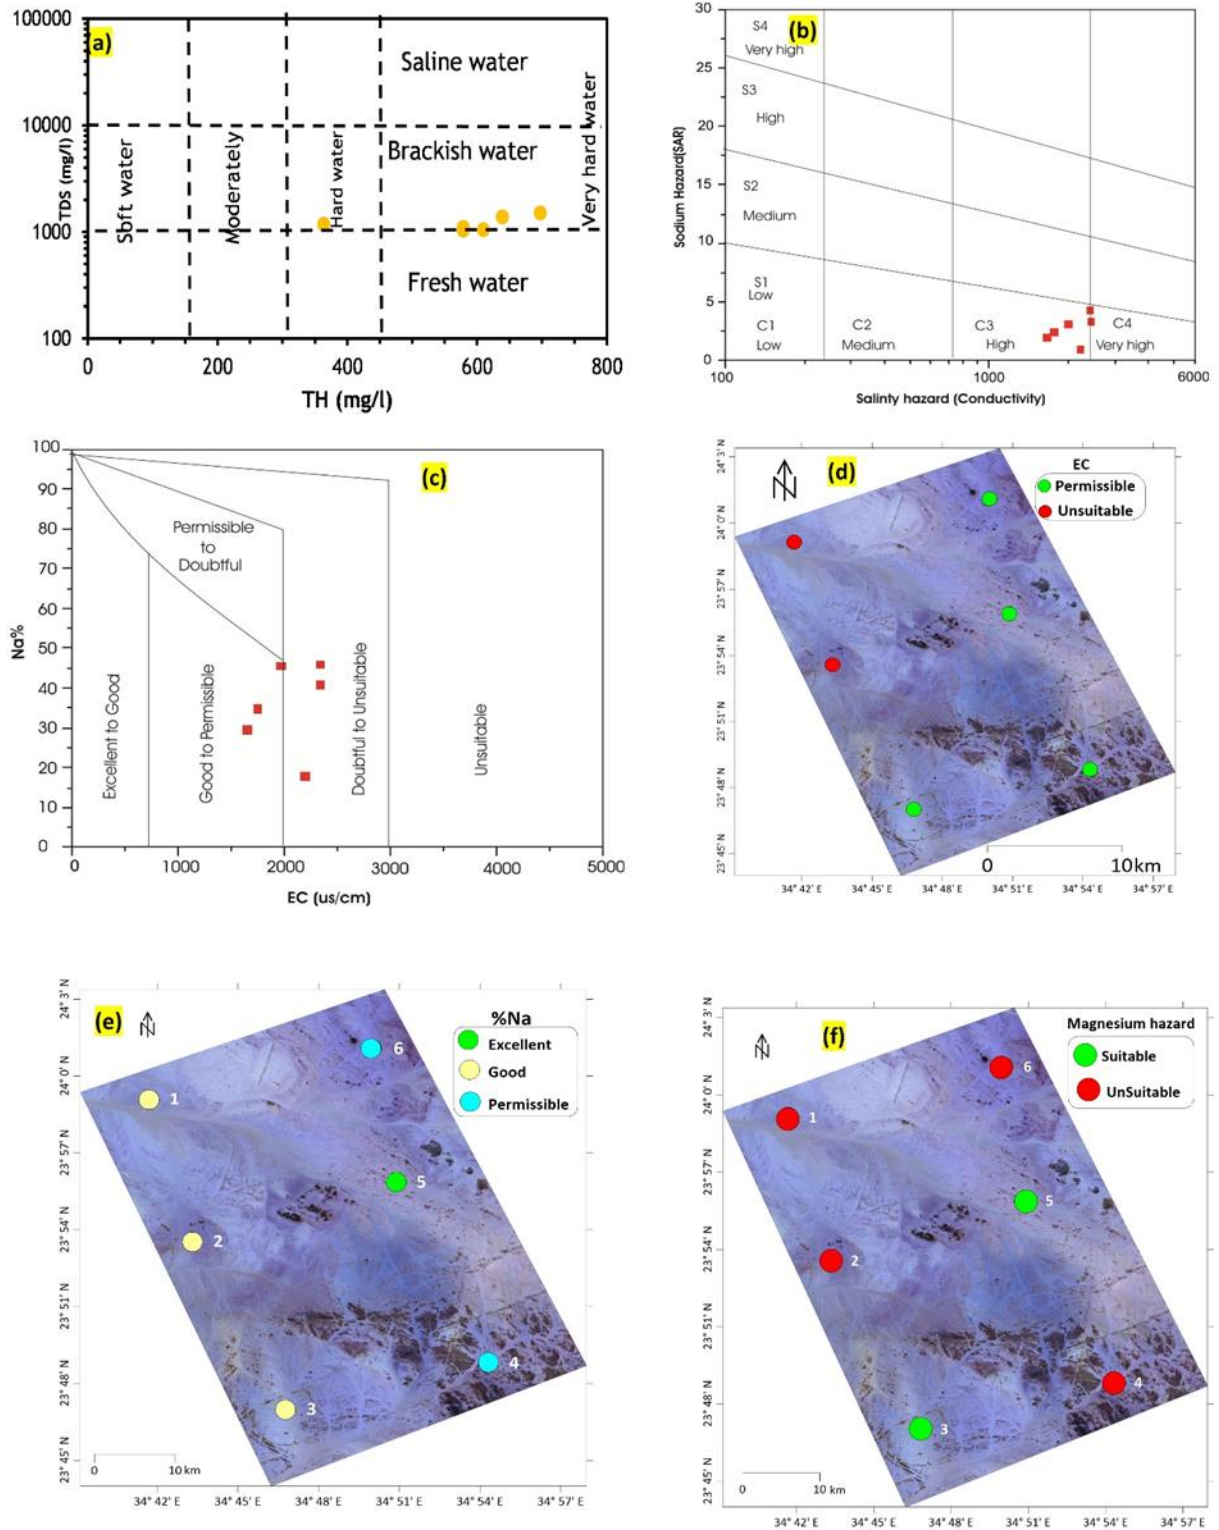 (a)
100000
10000
1000
100
TDS (mg/l)
Soft water
Moderately
Hard water
Very hard water
Saline water
Brackish water
Fresh water
0
200
400
600
800
TH (mg/l)
(b)
30
25
20
15
10
5
0
Sodium Hazard(SAR)
S4
Very high
S3
High
S2
Medium
S1
Low
C1
Low
C2
Medium
C3
High
C4
Very high
100
1000
6000
Salinty hazard (Conductivity)
(c)
100
90
80
70
60
50
40
30
20
10
0
Na%
Permissible
to
Doubtful
Excellent to Good
Good to Permissible
Doubtful to Unsuitable
Unsuitable
0
1000
2000
3000
4000
5000
EC (us/cm)
(d)
N
EC
Permissible
Unsuitable
24° 3' N
24° 0' N
23° 57' N
23° 54' N
23° 51' N
23° 48' N
23° 45' N
0
10km
34° 42' E
34° 45' E
34° 48' E
34° 51' E
34° 54' E
34° 57' E
(e)
N
%Na
Excellent
Good
Permissible
24° 3' N
24° 0' N
23° 57' N
23° 54' N
23° 51' N
23° 48' N
23° 45' N
6
1
5
2
4
3
0
10km
34° 42' E
34° 45' E
34° 48' E
34° 51' E
34° 54' E
34° 57' E
(f)
N
Magnesium hazard
Suitable
UnSuitable
24° 3' N
24° 0' N
23° 57' N
23° 54' N
23° 51' N
23° 48' N
23° 45' N
6
1
5
2
4
3
0
10 km
34° 42' E
34° 45' E
34° 48' E
34° 51' E
34° 54' E
34° 57' E